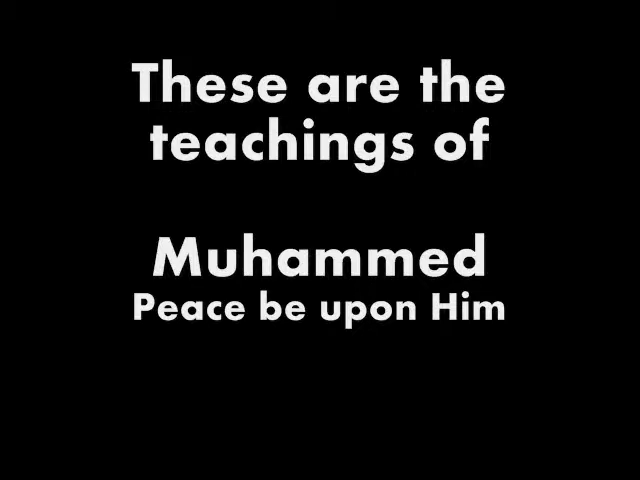 These are the
teachings of
Muhammed
Peace be upon Him